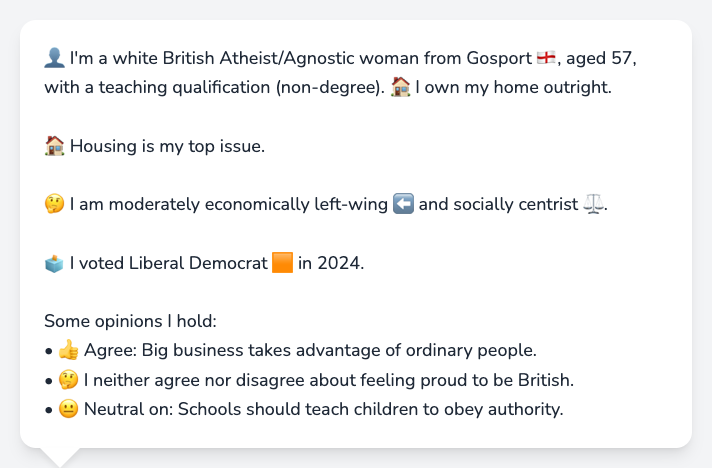 👤 I'm a white British Atheist/Agnostic woman from Gosport 🏴󠁧󠁢󠁥󠁮󠁧󠁿, aged 57,
with a teaching qualification (non-degree). 🏠 I own my home outright.
🏠 Housing is my top issue.
🤔 I am moderately economically left-wing ⬅️ and socially centrist ⚖️.
🗳️ I voted Liberal Democrat 🟧 in 2024.
Some opinions I hold:
• 👍 Agree: Big business takes advantage of ordinary people.
• 🤔 I neither agree nor disagree about feeling proud to be British.
• 😐 Neutral on: Schools should teach children to obey authority.